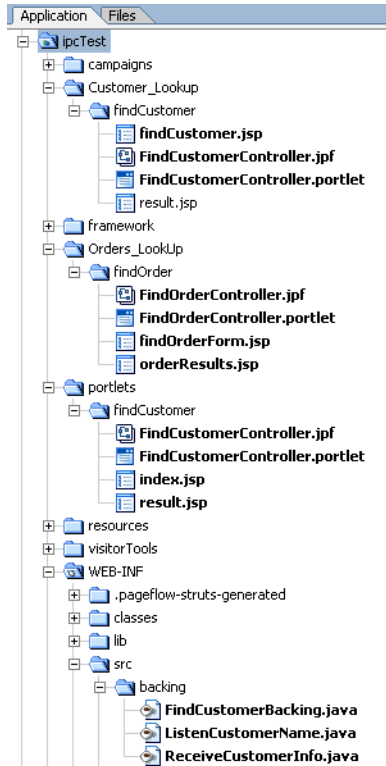 Application Files
ipcTest
campaigns
Customer_Lookup
findCustomer
findCustomer.jsp
FindCustomerController.jpf
FindCustomerController.portlet
result.jsp
framework
Orders_LookUp
findOrder
FindOrderController.jpf
FindOrderController.portlet
findOrderForm.jsp
orderResults.jsp
portlets
findCustomer
FindCustomerController.jpf
FindCustomerController.portlet
index.jsp
result.jsp
resources
visitorTools
WEB-INF
.pageflow-struts-generated
classes
lib
src
backing
FindCustomerBacking.java
ListenCustomerName.java
ReceiveCustomerInfo.java